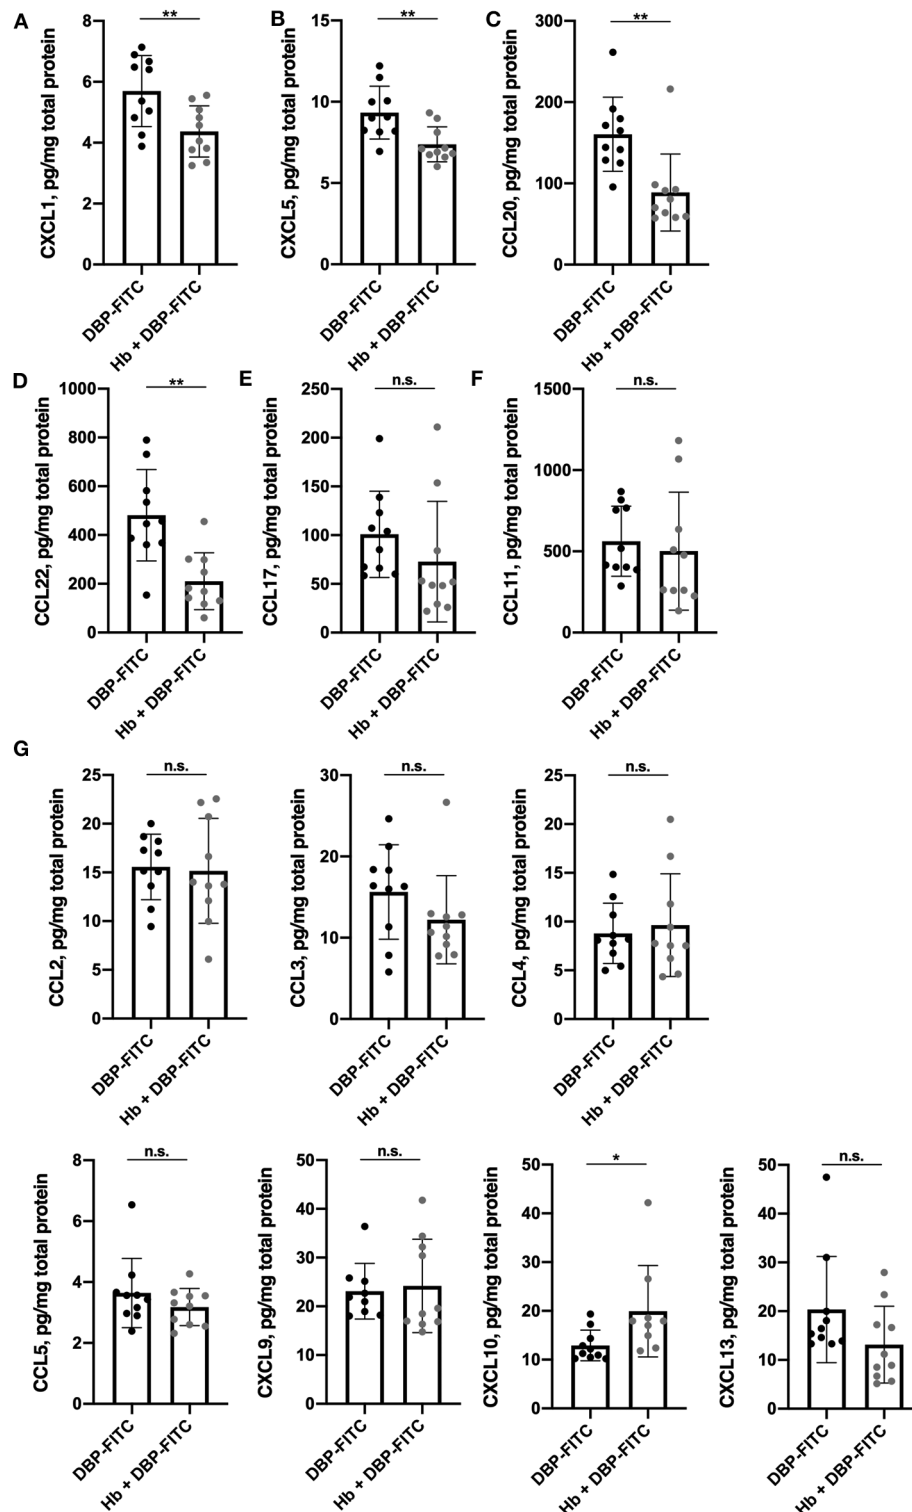 A
CXCL1, pg/mg total protein
8
6
4
2
0
**
DBP-FITC
Hb + DBP-FITC
B
CXCL5, pg/mg total protein
15
10
5
0
**
DBP-FITC
Hb + DBP-FITC
C
CCL20, pg/mg total protein
300
200
100
0
**
DBP-FITC
Hb + DBP-FITC
D
CCL22, pg/mg total protein
1000
800
600
400
200
0
**
DBP-FITC
Hb + DBP-FITC
E
CCL17, pg/mg total protein
250
200
150
100
50
0
n.s.
DBP-FITC
Hb + DBP-FITC
F
CCL11, pg/mg total protein
1500
1000
500
0
n.s.
DBP-FITC
Hb + DBP-FITC
G
CCL2, pg/mg total protein
25
20
15
10
5
0
n.s.
DBP-FITC
Hb + DBP-FITC
CCL3, pg/mg total protein
30
20
10
0
n.s.
DBP-FITC
Hb + DBP-FITC
CCL4, pg/mg total protein
25
20
15
10
5
0
n.s.
DBP-FITC
Hb + DBP-FITC
CCL5, pg/mg total protein
8
6
4
2
0
n.s.
DBP-FITC
Hb + DBP-FITC
CXCL9, pg/mg total protein
50
40
30
20
10
0
n.s.
DBP-FITC
Hb + DBP-FITC
CXCL10, pg/mg total protein
50
40
30
20
10
0
*
DBP-FITC
Hb + DBP-FITC
CXCL13, pg/mg total protein
50
40
30
20
10
0
n.s.
DBP-FITC
Hb + DBP-FITC